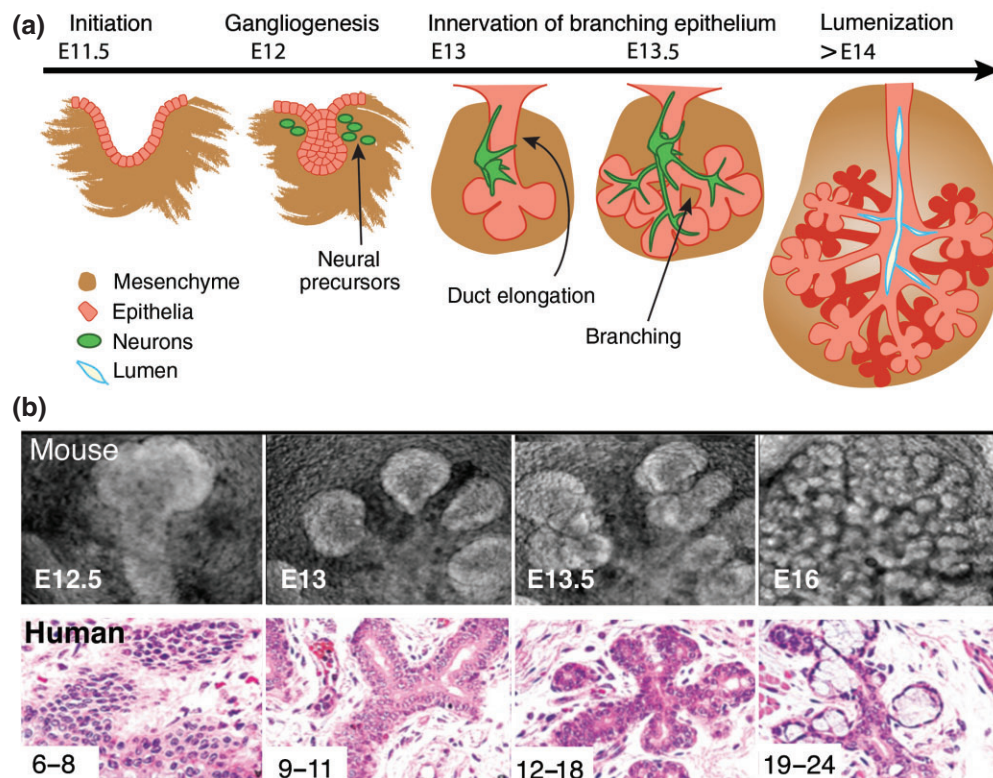 (a)
Initiation
E11.5
Gangliogenesis
E12
Innervation of branching epithelium
E13
E13.5
Lumenization
>E14
Neural
precursors
Duct elongation
Branching
Mesenchyme
Epithelia
Neurons
Lumen
(b)
Mouse
E12.5
E13
E13.5
E16
Human
6–8
9–11
12–18
19–24